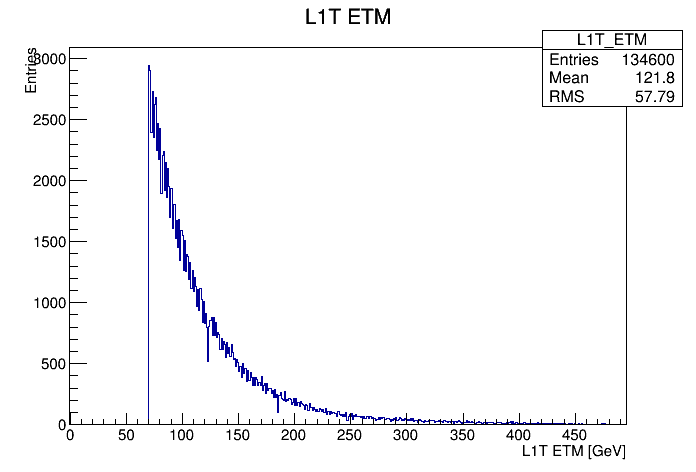 L1T ETM
L1T_ETM
Entries 134600
Mean 121.8
RMS 57.79
Entries
3000
2500
2000
1500
1000
500
0
0 50 100 150 200 250 300 350 400 450
L1T ETM [GeV]